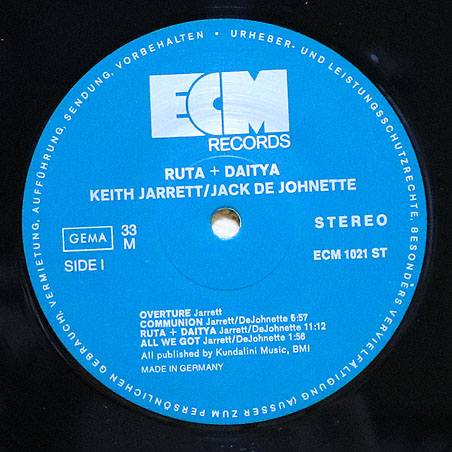 ECM
RECORDS
RUTA + DAITYA
KEITH JARRETT/JACK DE JOHNETTE
GEMA 33 M
STEREO
SIDE I
ECM 1021 ST
OVERTURE Jarrett
COMMUNION Jarrett/DeJohnette 5:57
RUTA + DAITYA Jarrett/DeJohnette 11:12
ALL WE GOT Jarrett/DeJohnette 1:56
All published by Kundalini Music, BMI
MADE IN GERMANY
• URHEBER- UND LEISTUNGSSCHUTZRECHTE, BESONDERS VERVIELFÄLTIGUNG (AUSSER ZUM PERSÖNLICHEN GEBRAUCH), VERMIETUNG, AUFFÜHRUNG, SENDUNG, VORBEHALTEN